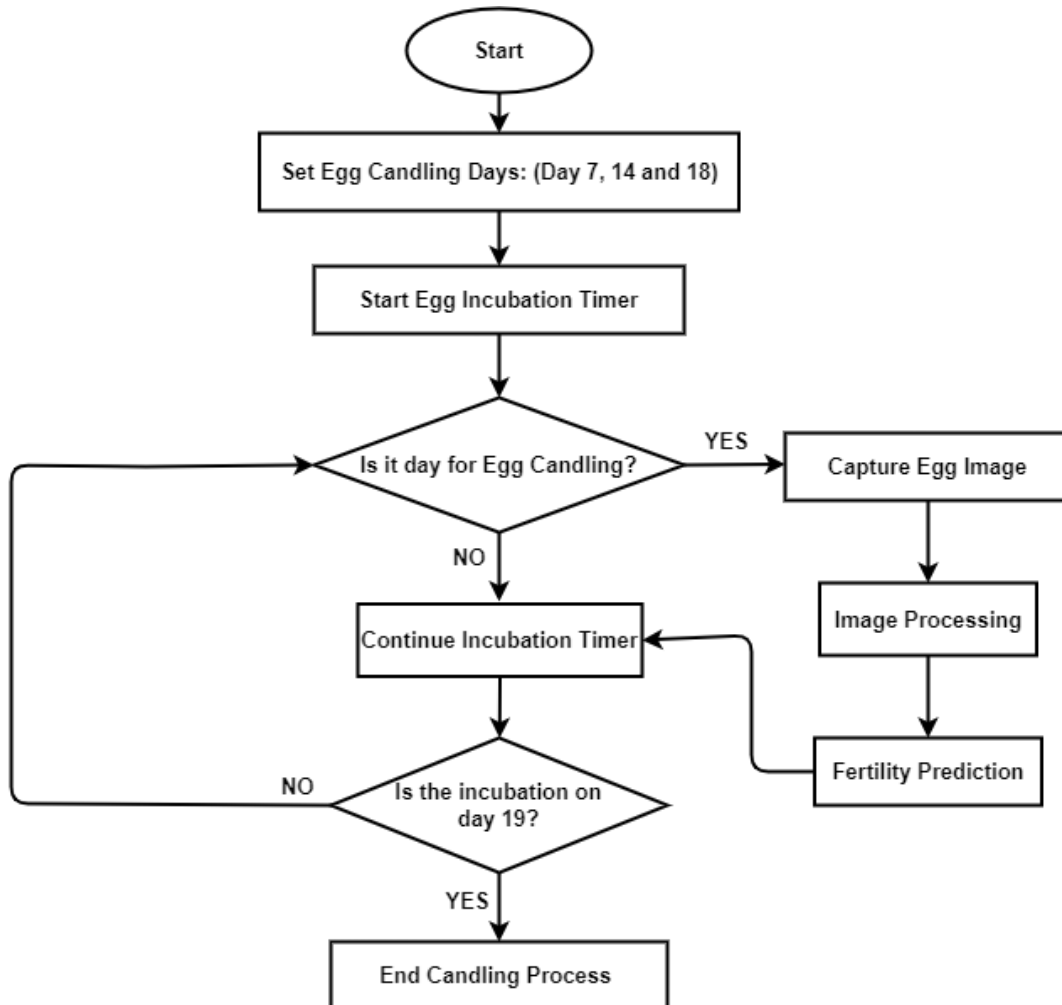 Start
Set Egg Candling Days: (Day 7, 14 and 18)
Start Egg Incubation Timer
Is it day for Egg Candling?
YES
Capture Egg Image
NO
Image Processing
Continue Incubation Timer
Fertility Prediction
NO
Is the incubation on
day 19?
YES
End Candling Process